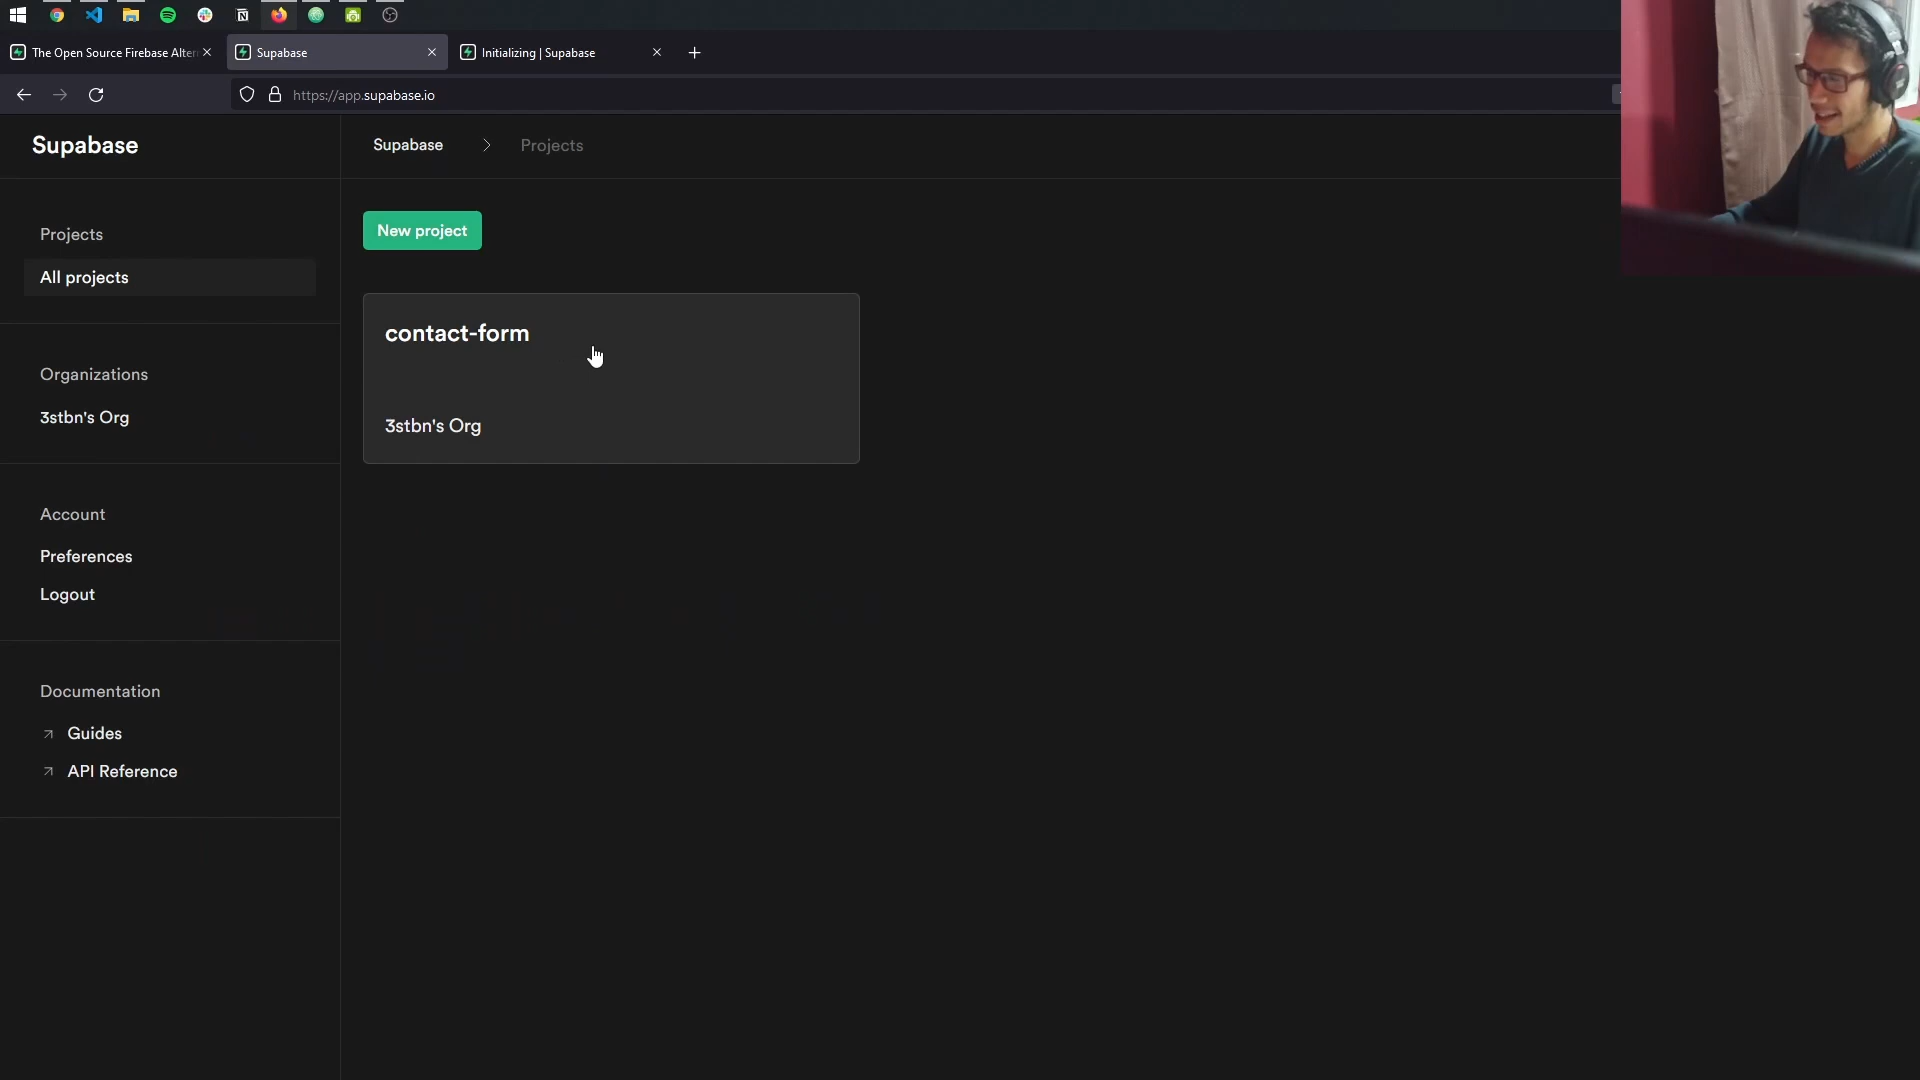 The Open Source Firebase Alter
Supabase
Initializing | Supabase
https://app.supabase.io
Supabase
Supabase
Projects
Projects
All projects
New project
contact-form
3stbn's Org
Organizations
3stbn's Org
Account
Preferences
Logout
Documentation
Guides
API Reference